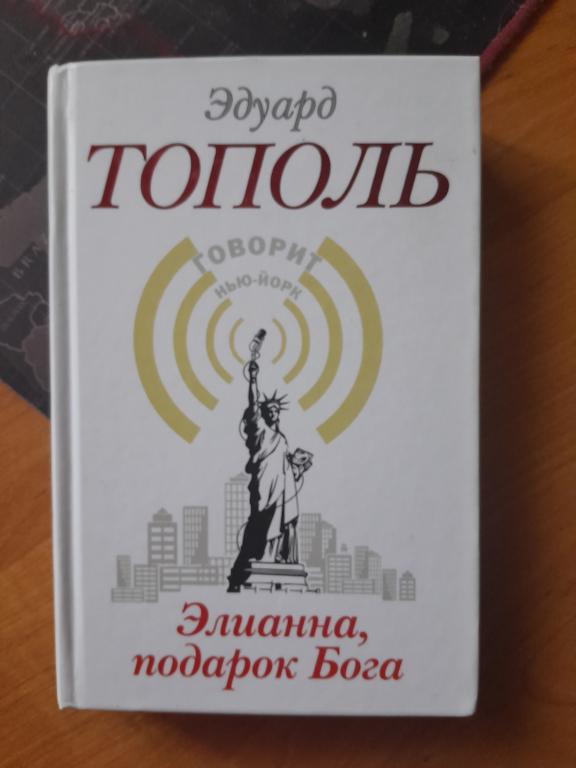 Эдуард
ТОПОЛЬ
ГОВОРИТ
НЬЮ-ЙОРК
Элианна,
подарок Бога